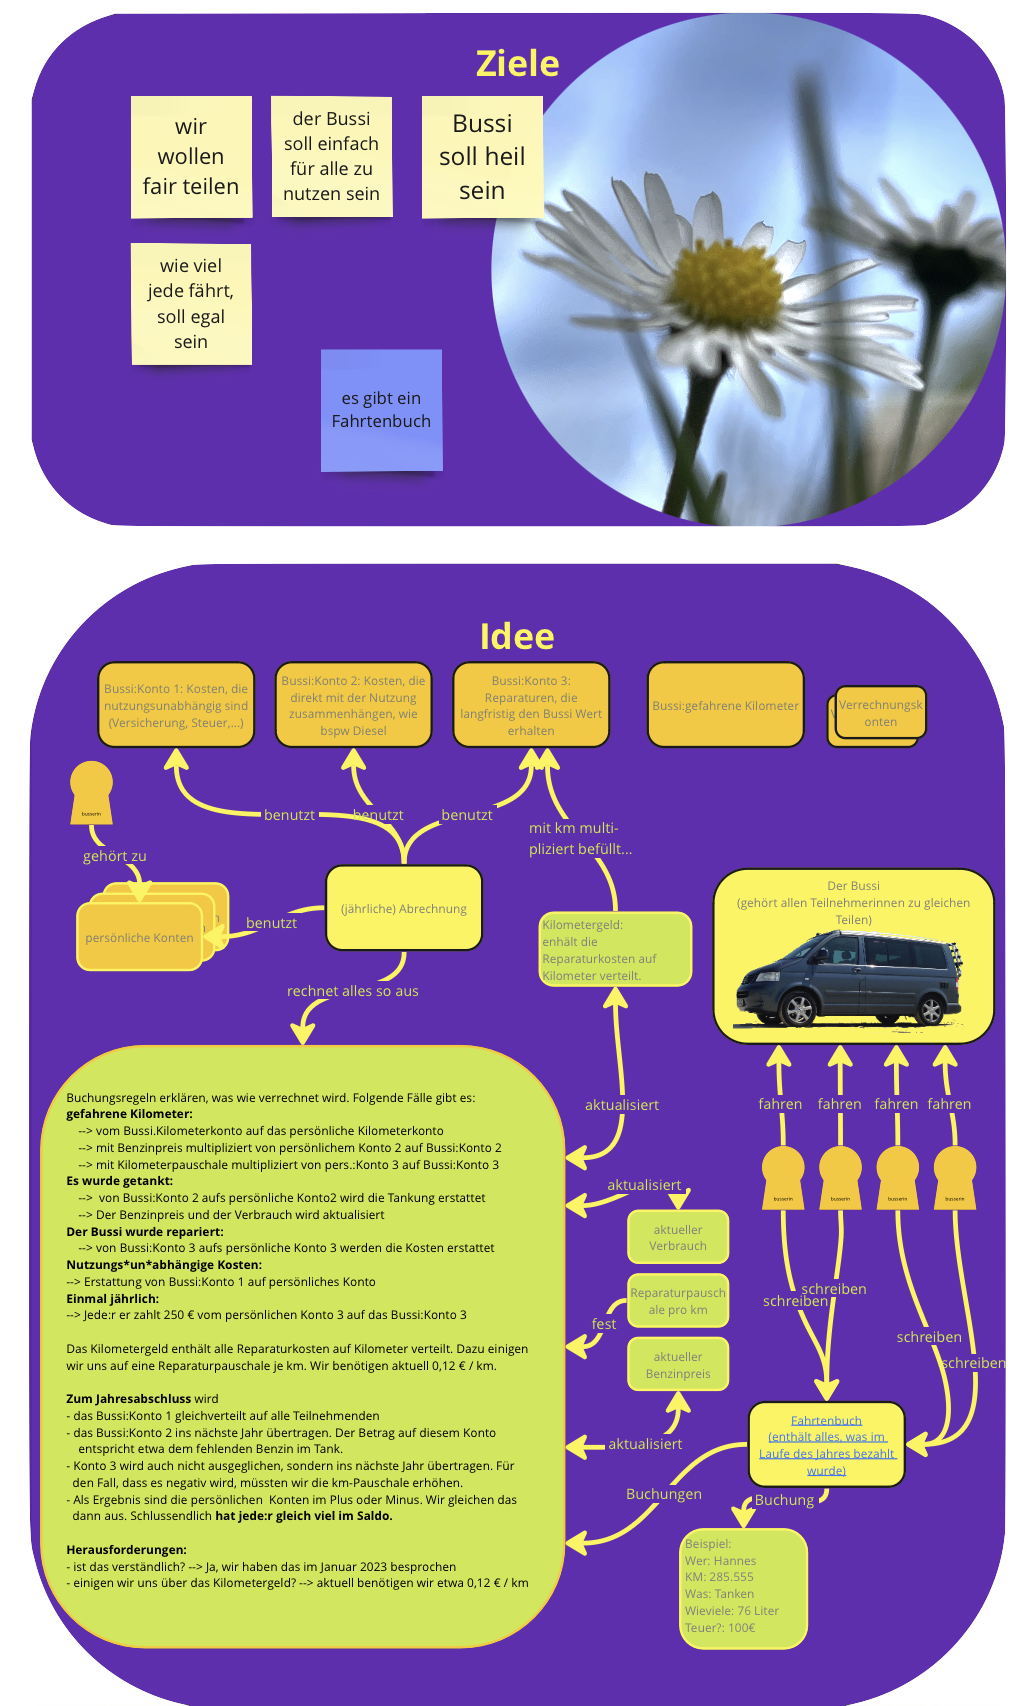 Ziele
wir
wollen
fair teilen
der Bussi
soll einfach
für alle zu
nutzen sein
Bussi
soll heil
sein
wie viel
jede fährt,
soll egal
sein
es gibt ein
Fahrtenbuch
Idee
Bussi:Konto 1: Kosten, die
nutzungsunabhängig sind
(Versicherung, Steuer,...)
Bussi:Konto 2: Kosten, die
direkt mit der Nutzung
zusammenhängen, wie
bspw Diesel
Bussi:Konto 3:
Reparaturen, die
langfristig den Bussi Wert
erhalten
Bussi:gefahrene Kilometer
Verrechnungsk
onten
busserin
gehört zu
persönliche Konten
benutzt
benutzt
benutzt
benutzt
(jährliche) Abrechnung
rechnet alles so aus
mit km multi-
pliziert befüllt...
Kilometergeld:
enhält die
Reparaturkosten auf
Kilometer verteilt.
Der Bussi
(gehört allen Teilnehmerinnen zu gleichen
Teilen)
fahren
fahren
fahren
fahren
busserin
busserin
busserin
busserin
schreiben
schreiben
schreiben
schreiben
aktualisiert
aktualisiert
aktueller
Verbrauch
Reparaturpausch
ale pro km
fest
aktueller
Benzinpreis
aktualisiert
Buchungen
Fahrtenbuch
(enthält alles, was im
Laufe des Jahres bezahlt
wurde)
Buchung
Beispiel:
Wer: Hannes
KM: 285.555
Was: Tanken
Wieviele: 76 Liter
Teuer?: 100€
Buchungsregeln erklären, was wie verrechnet wird. Folgende Fälle gibt es:
gefahrene Kilometer:
--> vom Bussi.Kilometerkonto auf das persönliche Kilometerkonto
--> mit Benzinpreis multipliziert von persönlichem Konto 2 auf Bussi:Konto 2
--> mit Kilometerpauschale multipliziert von pers.:Konto 3 auf Bussi:Konto 3
Es wurde getankt:
--> von Bussi:Konto 2 aufs persönliche Konto2 wird die Tankung erstattet
--> Der Benzinpreis und der Verbrauch wird aktualisiert
Der Bussi wurde repariert:
--> von Bussi:Konto 3 aufs persönliche Konto 3 werden die Kosten erstattet
Nutzungs*un*abhängige Kosten:
--> Erstattung von Bussi:Konto 1 auf persönliches Konto
Einmal jährlich:
--> Jede:r er zahlt 250 € vom persönlichen Konto 3 auf das Bussi:Konto 3
Das Kilometergeld enthält alle Reparaturkosten auf Kilometer verteilt. Dazu einigen
wir uns auf eine Reparaturpauschale je km. Wir benötigen aktuell 0,12 € / km.
Zum Jahresabschluss wird
- das Bussi:Konto 1 gleichverteilt auf alle Teilnehmenden
- das Bussi:Konto 2 ins nächste Jahr übertragen. Der Betrag auf diesem Konto
entspricht etwa dem fehlenden Benzin im Tank.
- Konto 3 wird auch nicht ausgeglichen, sondern ins nächste Jahr übertragen. Für
den Fall, dass es negativ wird, müssten wir die km-Pauschale erhöhen.
- Als Ergebnis sind die persönlichen Konten im Plus oder Minus. Wir gleichen das
dann aus. Schlussendlich hat jede:r gleich viel im Saldo.
Herausforderungen:
- ist das verständlich? --> Ja, wir haben das im Januar 2023 besprochen
- einigen wir uns über das Kilometergeld? --> aktuell benötigen wir etwa 0,12 € / km